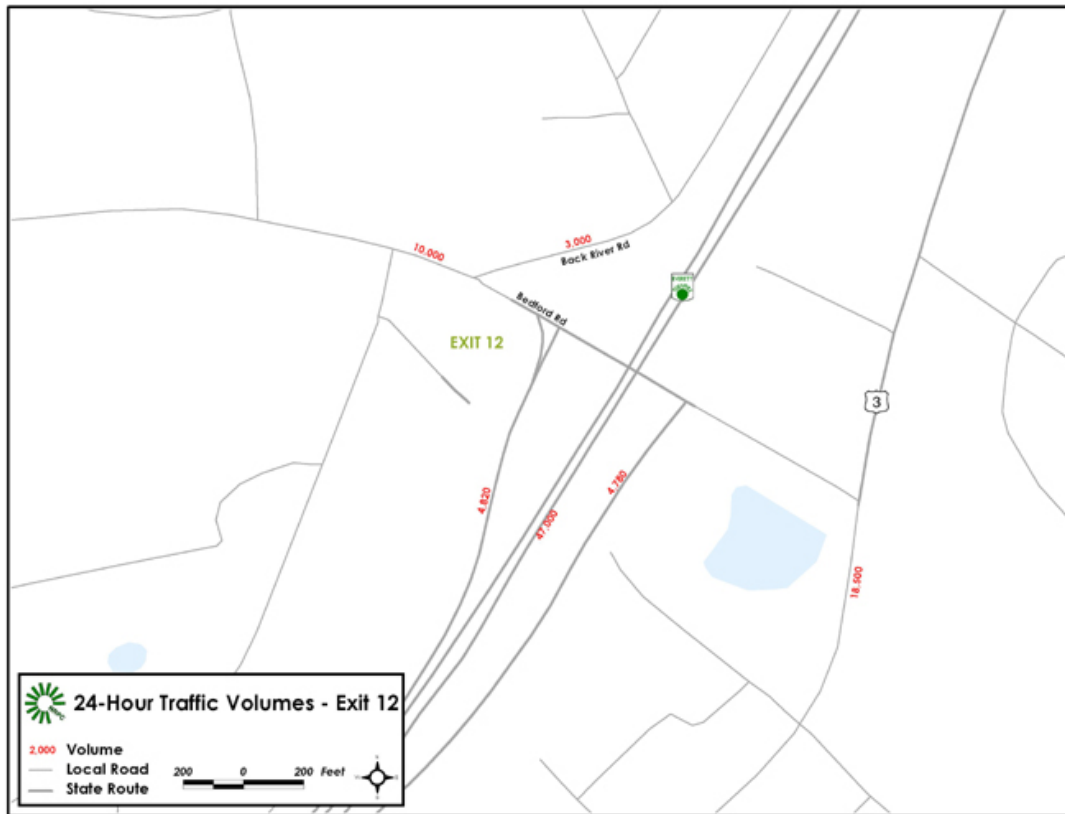 10,000
3,000
Back River Rd
Bedford Rd
EXIT 12
3
4,820
47,000
4,780
18,500
24-Hour Traffic Volumes - Exit 12
2,000 Volume
Local Road
State Route
200 0 200 Feet